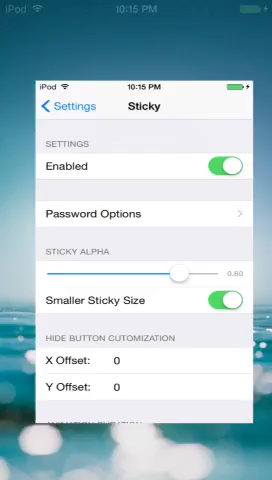 iPod 10:15 PM
iPod 10:15 PM
Settings Sticky
SETTINGS
Enabled
Password Options
STICKY ALPHA
0.80
Smaller Sticky Size
HIDE BUTTON CUTOMIZATION
X Offset: 0
Y Offset: 0